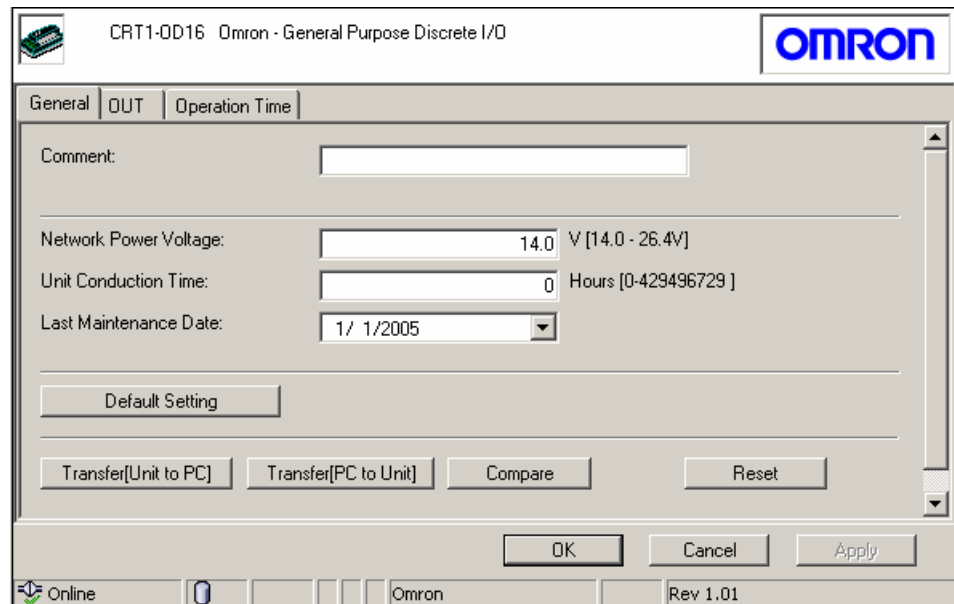 CRT1-OD16 Omron - General Purpose Discrete I/O
OMRON
General OUT Operation Time
Comment:
Network Power Voltage: 14.0 V [14.0 - 26.4V]
Unit Conduction Time: 0 Hours [0-429496729 ]
Last Maintenance Date: 1/ 1/2005
Default Setting
Transfer[Unit to PC] Transfer[PC to Unit] Compare Reset
OK Cancel Apply
Online Omron Rev 1.01